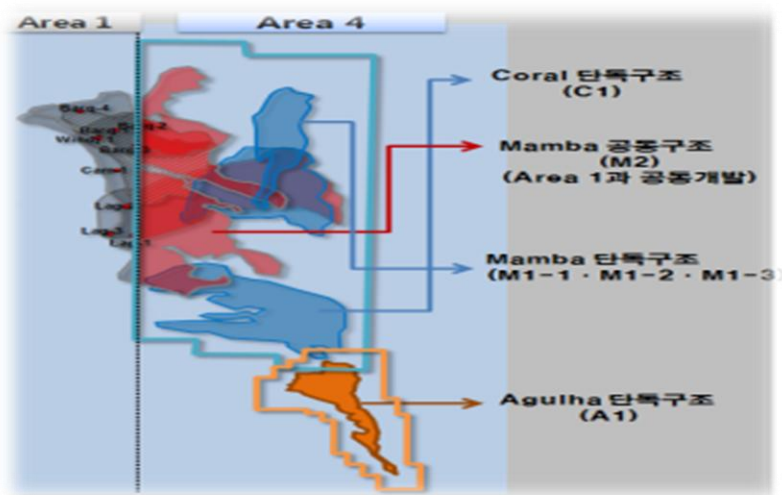 Area 1
Area 4
Coral 단독구조
(C1)
Mamba 공동구조
(M2)
(Area 1과 공동개발)
Mamba 단독구조
(M1-1 · M1-2 · M1-3)
Agulha 단독구조
(A1)